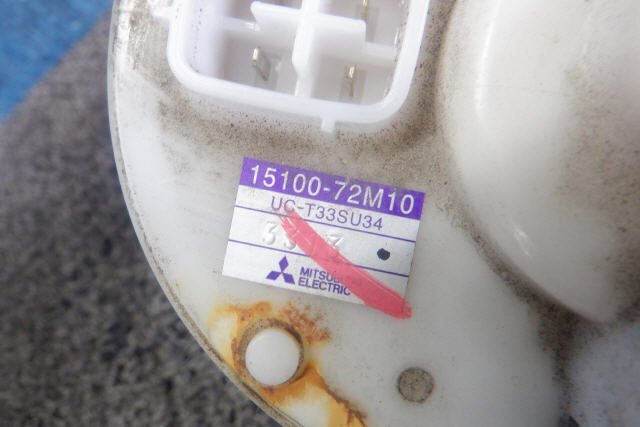 15100-72M10
UC-T33SU34
MITSUBISHI
ELECTRIC